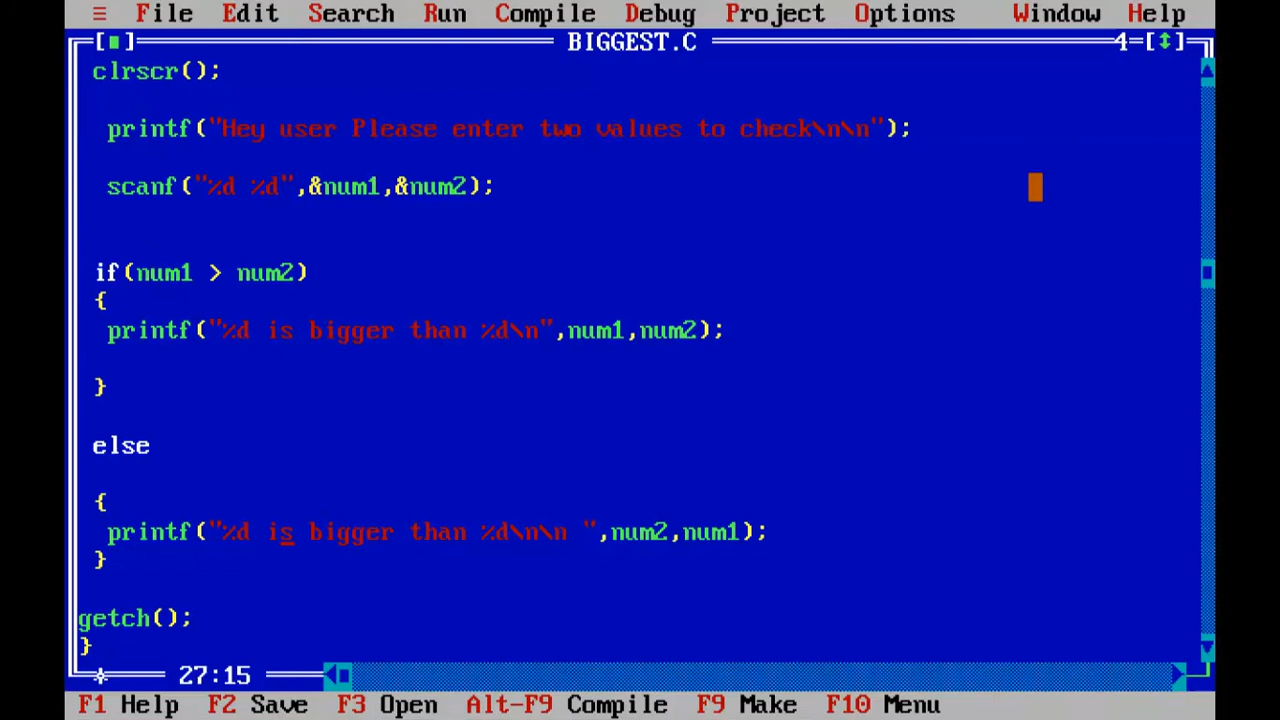 ≡ File Edit Search Run Compile Debug Project Options Window Help
[■] BIGGEST.C 4=[↕]
clrscr();
printf("Hey user Please enter two values to check\n\n");
scanf("%d %d",&num1,&num2);
if(num1 > num2)
{
printf("%d is bigger than %d\n",num1,num2);
}
else
{
printf("%d is bigger than %d\n\n ",num2,num1);
}
getch();
}
27:15
F1 Help F2 Save F3 Open Alt-F9 Compile F9 Make F10 Menu